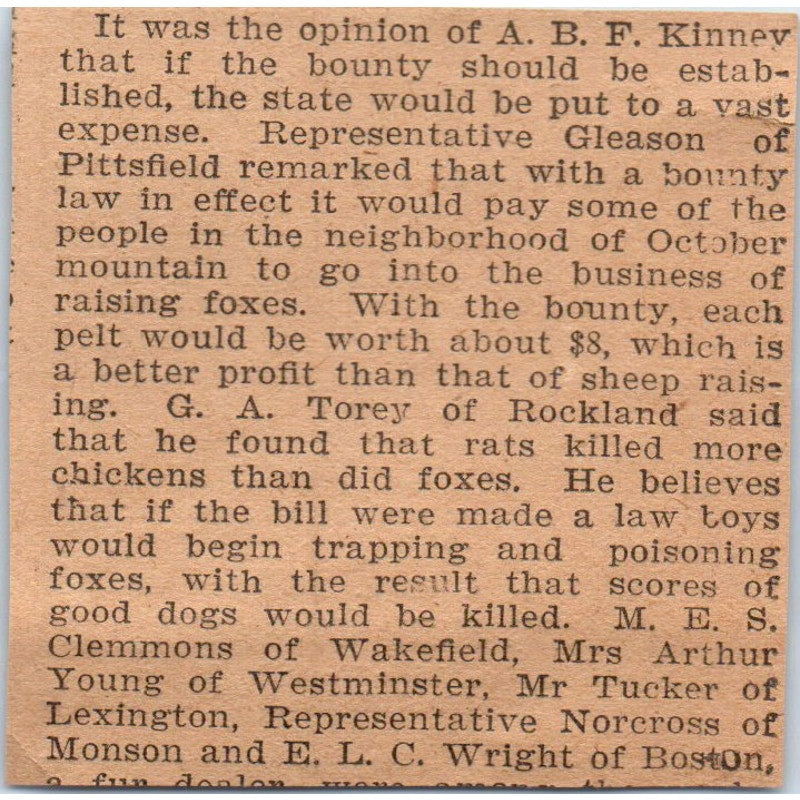 It was the opinion of A. B. F. Kinney
that if the bounty should be estab-
lished, the state would be put to a vast
expense. Representative Gleason of
Pittsfield remarked that with a bounty
law in effect it would pay some of the
people in the neighborhood of October
mountain to go into the business of
raising foxes. With the bounty, each
pelt would be worth about $8, which is
a better profit than that of sheep rais-
ing. G. A. Torey of Rockland said
that he found that rats killed more
chickens than did foxes. He believes
that if the bill were made a law boys
would begin trapping and poisoning
foxes, with the result that scores of
good dogs would be killed. M. E. S.
Clemmons of Wakefield, Mrs Arthur
Young of Westminster, Mr Tucker of
Lexington, Representative Norcross of
Monson and E. L. C. Wright of Boston,
a fur dealer, were among